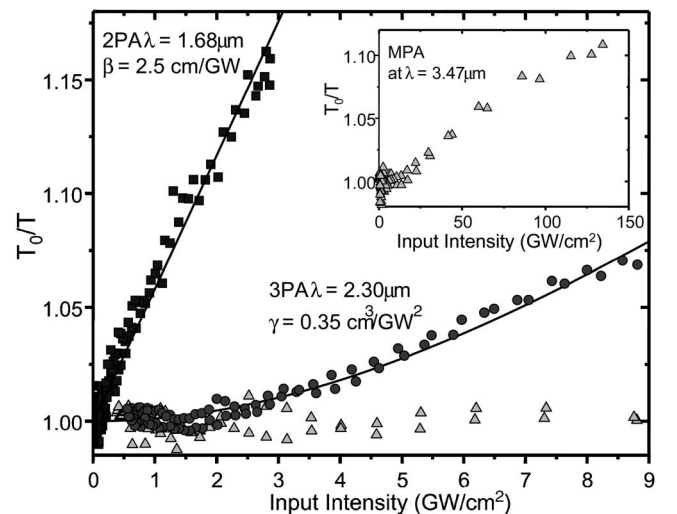 2PA λ = 1.68μm
β = 2.5 cm/GW
T₀/T
1.15
1.10
1.05
1.00
3PA λ = 2.30μm
γ = 0.35 cm³/GW²
0 1 2 3 4 5 6 7 8 9
Input Intensity (GW/cm²)
MPA
at λ = 3.47μm
T₀/T
1.10
1.05
1.00
0 50 100 150
Input Intensity (GW/cm²)